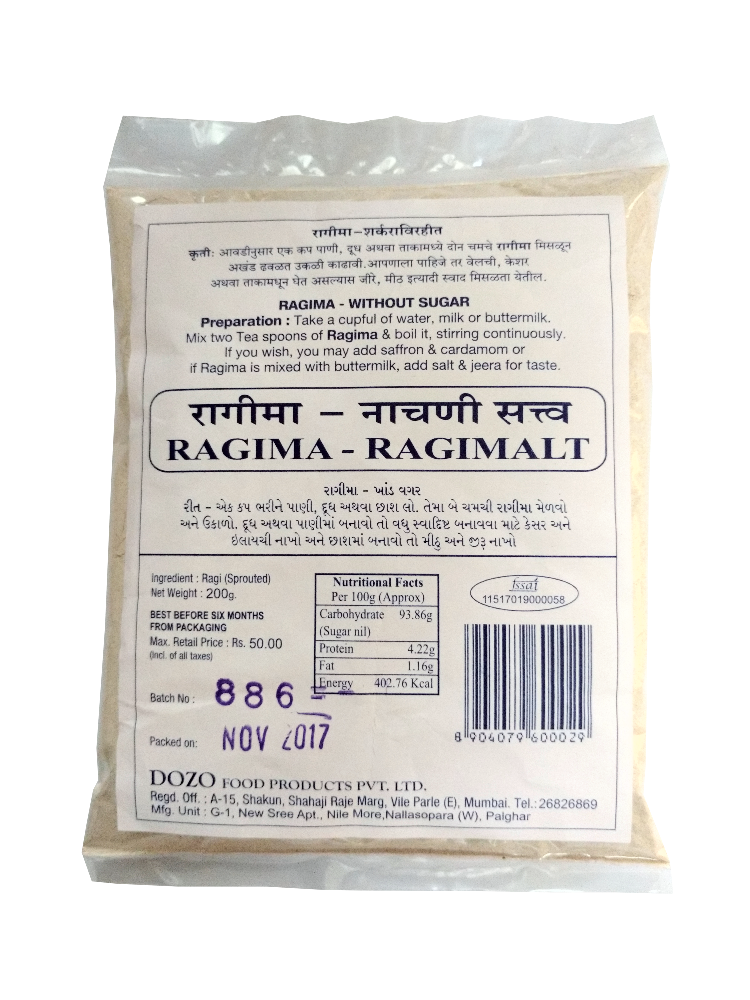 रागीमा–शर्कराविरहीत
कृती: आवडीनुसार एक कप पाणी, दूध अथवा ताकामध्ये दोन चमचे रागीमा मिसळून
अखंड ढवळत उकळी काढावी. आपणाला पाहिजे तर वेलची, केशर
अथवा ताकामधून घेत असल्यास जीरे, मीठ इत्यादी स्वाद मिसळता येतील.
RAGIMA - WITHOUT SUGAR
Preparation : Take a cupful of water, milk or buttermilk.
Mix two Tea spoons of Ragima & boil it, stirring continuously.
If you wish, you may add saffron & cardamom or
if Ragima is mixed with buttermilk, add salt & jeera for taste.
रागीमा – नाचणी सत्त्व
RAGIMA - RAGIMALT
રાગીમા - ખાંડ વગર
રીત - એક કપ ભરીને પાણી, દૂધ અથવા છાશ લો. તેમા બે ચમચી રાગીમા મેળવો
અને ઉકાળો. દૂધ અથવા પાણીમાં બનાવો તો વધુ સ્વાદિષ્ટ બનાવવા માટે કેસર અને
ઇલાયચી નાખો અને છાશમાં બનાવો તો મીઠુ અને જીરૂ નાખો
Ingredient : Ragi (Sprouted)
Net Weight : 200g.
BEST BEFORE SIX MONTHS
FROM PACKAGING
Max. Retail Price : Rs. 50.00
(Incl. of all taxes)
Batch No : 886
Packed on: NOV 2017
Nutritional Facts
Per 100g (Approx)
Carbohydrate 93.86g
(Sugar nil)
Protein 4.22g
Fat 1.16g
Energy 402.76 Kcal
fssai
11517019000058
8 904079 600029
DOZO FOOD PRODUCTS PVT. LTD.
Regd. Off. : A-15, Shakun, Shahaji Raje Marg, Vile Parle (E), Mumbai. Tel.: 26826869
Mfg. Unit : G-1, New Sree Apt., Nile More,Nallasopara (W), Palghar